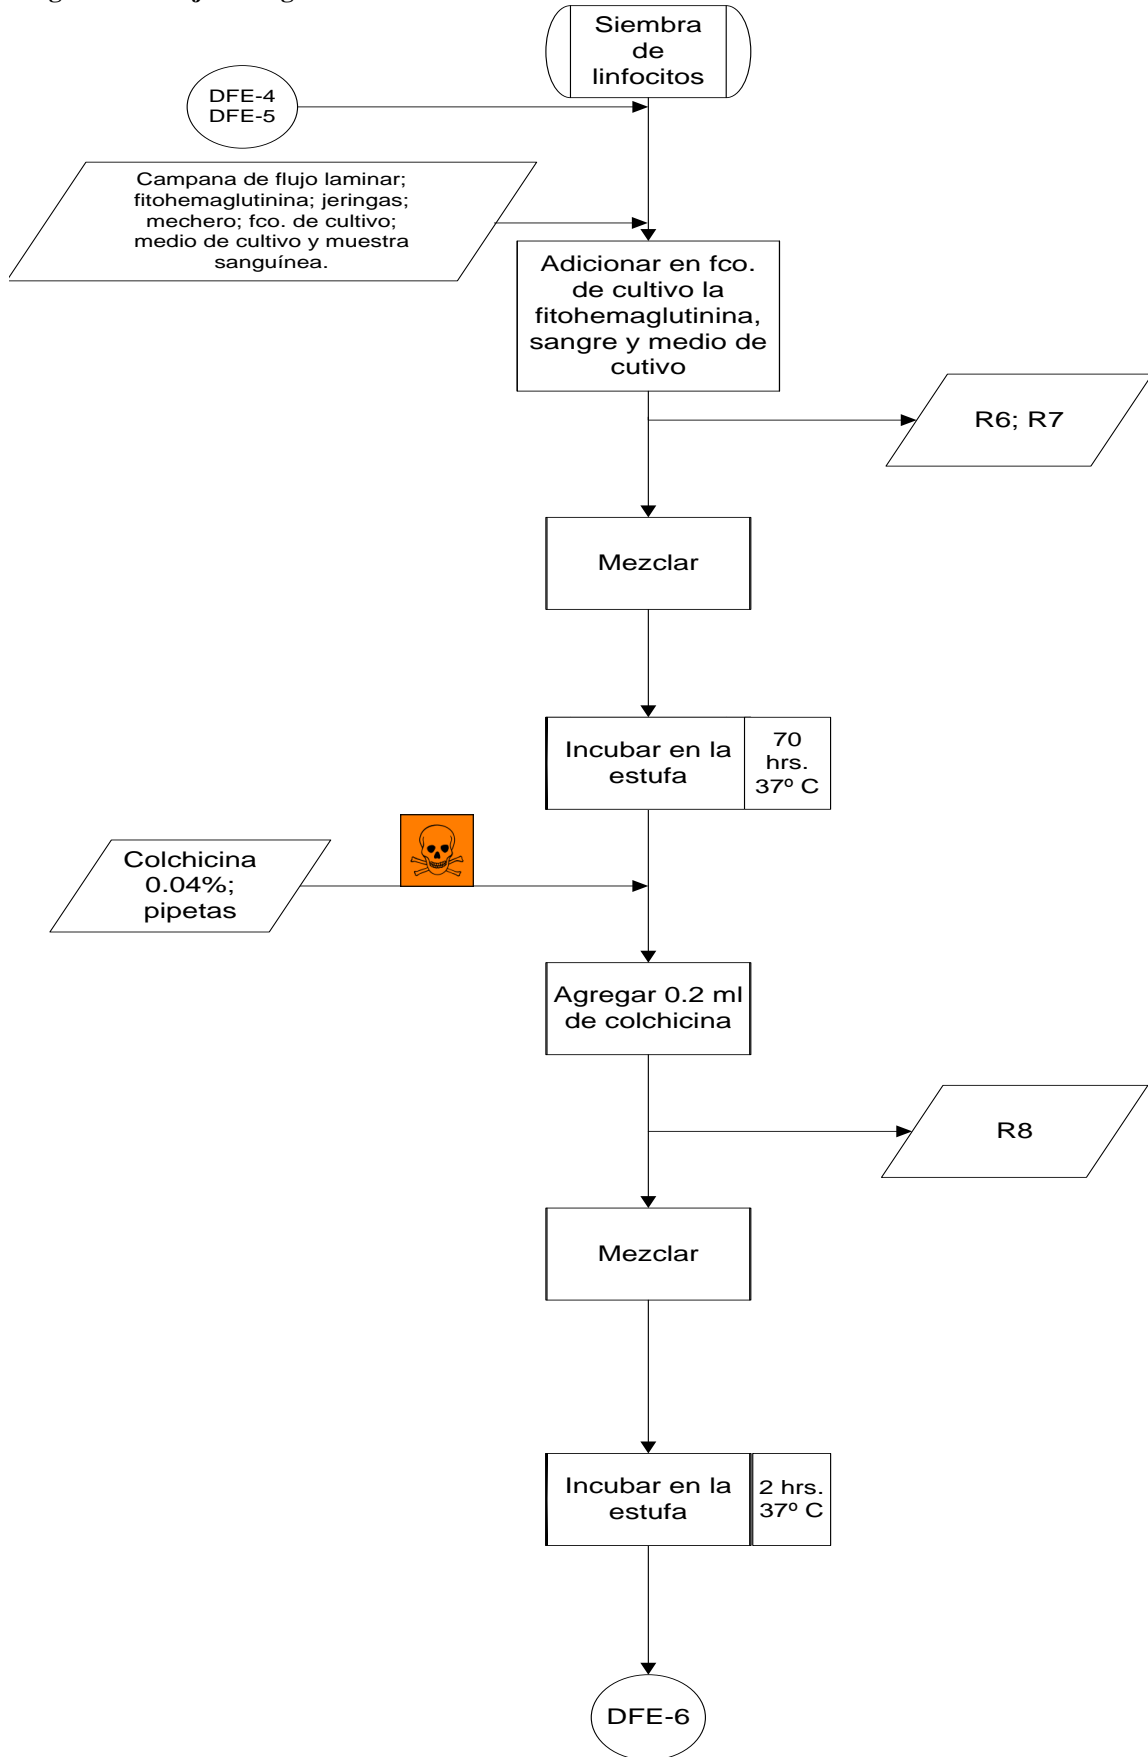 Siembra
de
linfocitos
DFE-4
DFE-5
Campana de flujo laminar;
fitohemaglutinina; jeringas;
mechero; fco. de cultivo;
medio de cultivo y muestra
sanguínea.
Adicionar en fco.
de cultivo la
fitohemaglutinina,
sangre y medio de
cutivo
R6; R7
Mezclar
Incubar en la
estufa
70
hrs.
37º C
Colchicina
0.04%;
pipetas
Agregar 0.2 ml
de colchicina
R8
Mezclar
Incubar en la
estufa
2 hrs.
37º C
DFE-6